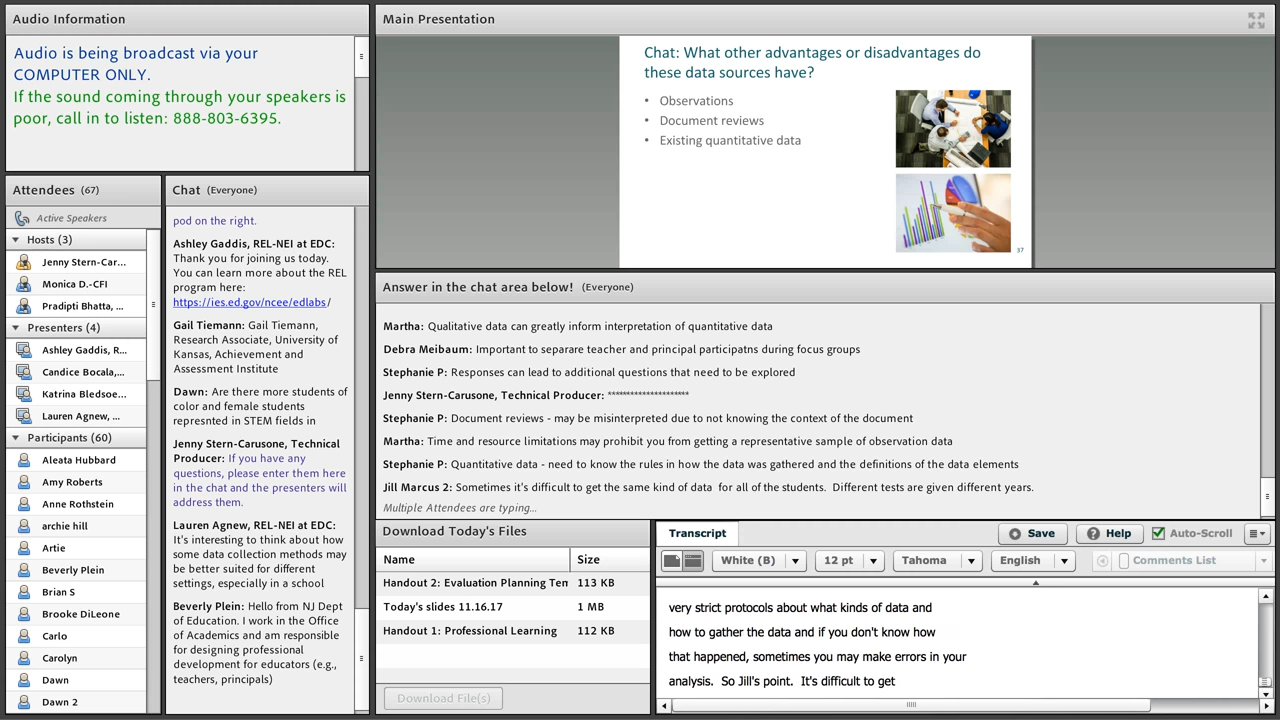 Audio Information
Audio is being broadcast via your
COMPUTER ONLY.
If the sound coming through your speakers is
poor, call in to listen: 888-803-6395.
Main Presentation
Chat: What other advantages or disadvantages do
these data sources have?
• Observations
• Document reviews
• Existing quantitative data
37
Attendees (67)
Active Speakers
Hosts (3)
Jenny Stern-Car...
Monica D.-CFI
Pradipti Bhatta, ...
Presenters (4)
Ashley Gaddis, R...
Candice Bocala,...
Katrina Bledsoe...
Lauren Agnew, ...
Participants (60)
Aleata Hubbard
Amy Roberts
Anne Rothstein
archie hill
Artie
Beverly Plein
Brian S
Brooke DiLeone
Carlo
Carolyn
Dawn
Dawn 2
Chat (Everyone)
pod on the right.
Ashley Gaddis, REL-NEI at EDC:
Thank you for joining us today.
You can learn more about the REL
program here:
https://ies.ed.gov/ncee/edlabs/
Gail Tiemann: Gail Tiemann,
Research Associate, University of
Kansas, Achievement and
Assessment Institute
Dawn: Are there more students of
color and female students
represnted in STEM fields in
Jenny Stern-Carusone, Technical
Producer: If you have any
questions, please enter them here
in the chat and the presenters will
address them.
Lauren Agnew, REL-NEI at EDC:
It's interesting to think about how
some data collection methods may
be better suited for different
settings, especially in a school
Beverly Plein: Hello from NJ Dept
of Education. I work in the Office
of Academics and am responsible
for designing professional
development for educators (e.g.,
teachers, principals)
Answer in the chat area below! (Everyone)
Martha: Qualitative data can greatly inform interpretation of quantitative data
Debra Meibaum: Important to separate teacher and principal participatns during focus groups
Stephanie P: Responses can lead to additional questions that need to be explored
Jenny Stern-Carusone, Technical Producer: *********************
Stephanie P: Document reviews - may be misinterpreted due to not knowing the context of the document
Martha: Time and resource limitations may prohibit you from getting a representative sample of observation data
Stephanie P: Quantitative data - need to know the rules in how the data was gathered and the definitions of the data elements
Jill Marcus 2: Sometimes it's difficult to get the same kind of data for all of the students. Different tests are given different years.
Multiple Attendees are typing...
Download Today's Files
Name Size
Handout 2: Evaluation Planning Tem 113 KB
Today's slides 11.16.17 1 MB
Handout 1: Professional Learning 112 KB
Download File(s)
Transcript Save Help Auto-Scroll
White (B) 12 pt Tahoma English Comments List
very strict protocols about what kinds of data and
how to gather the data and if you don't know how
that happened, sometimes you may make errors in your
analysis. So Jill's point. It's difficult to get